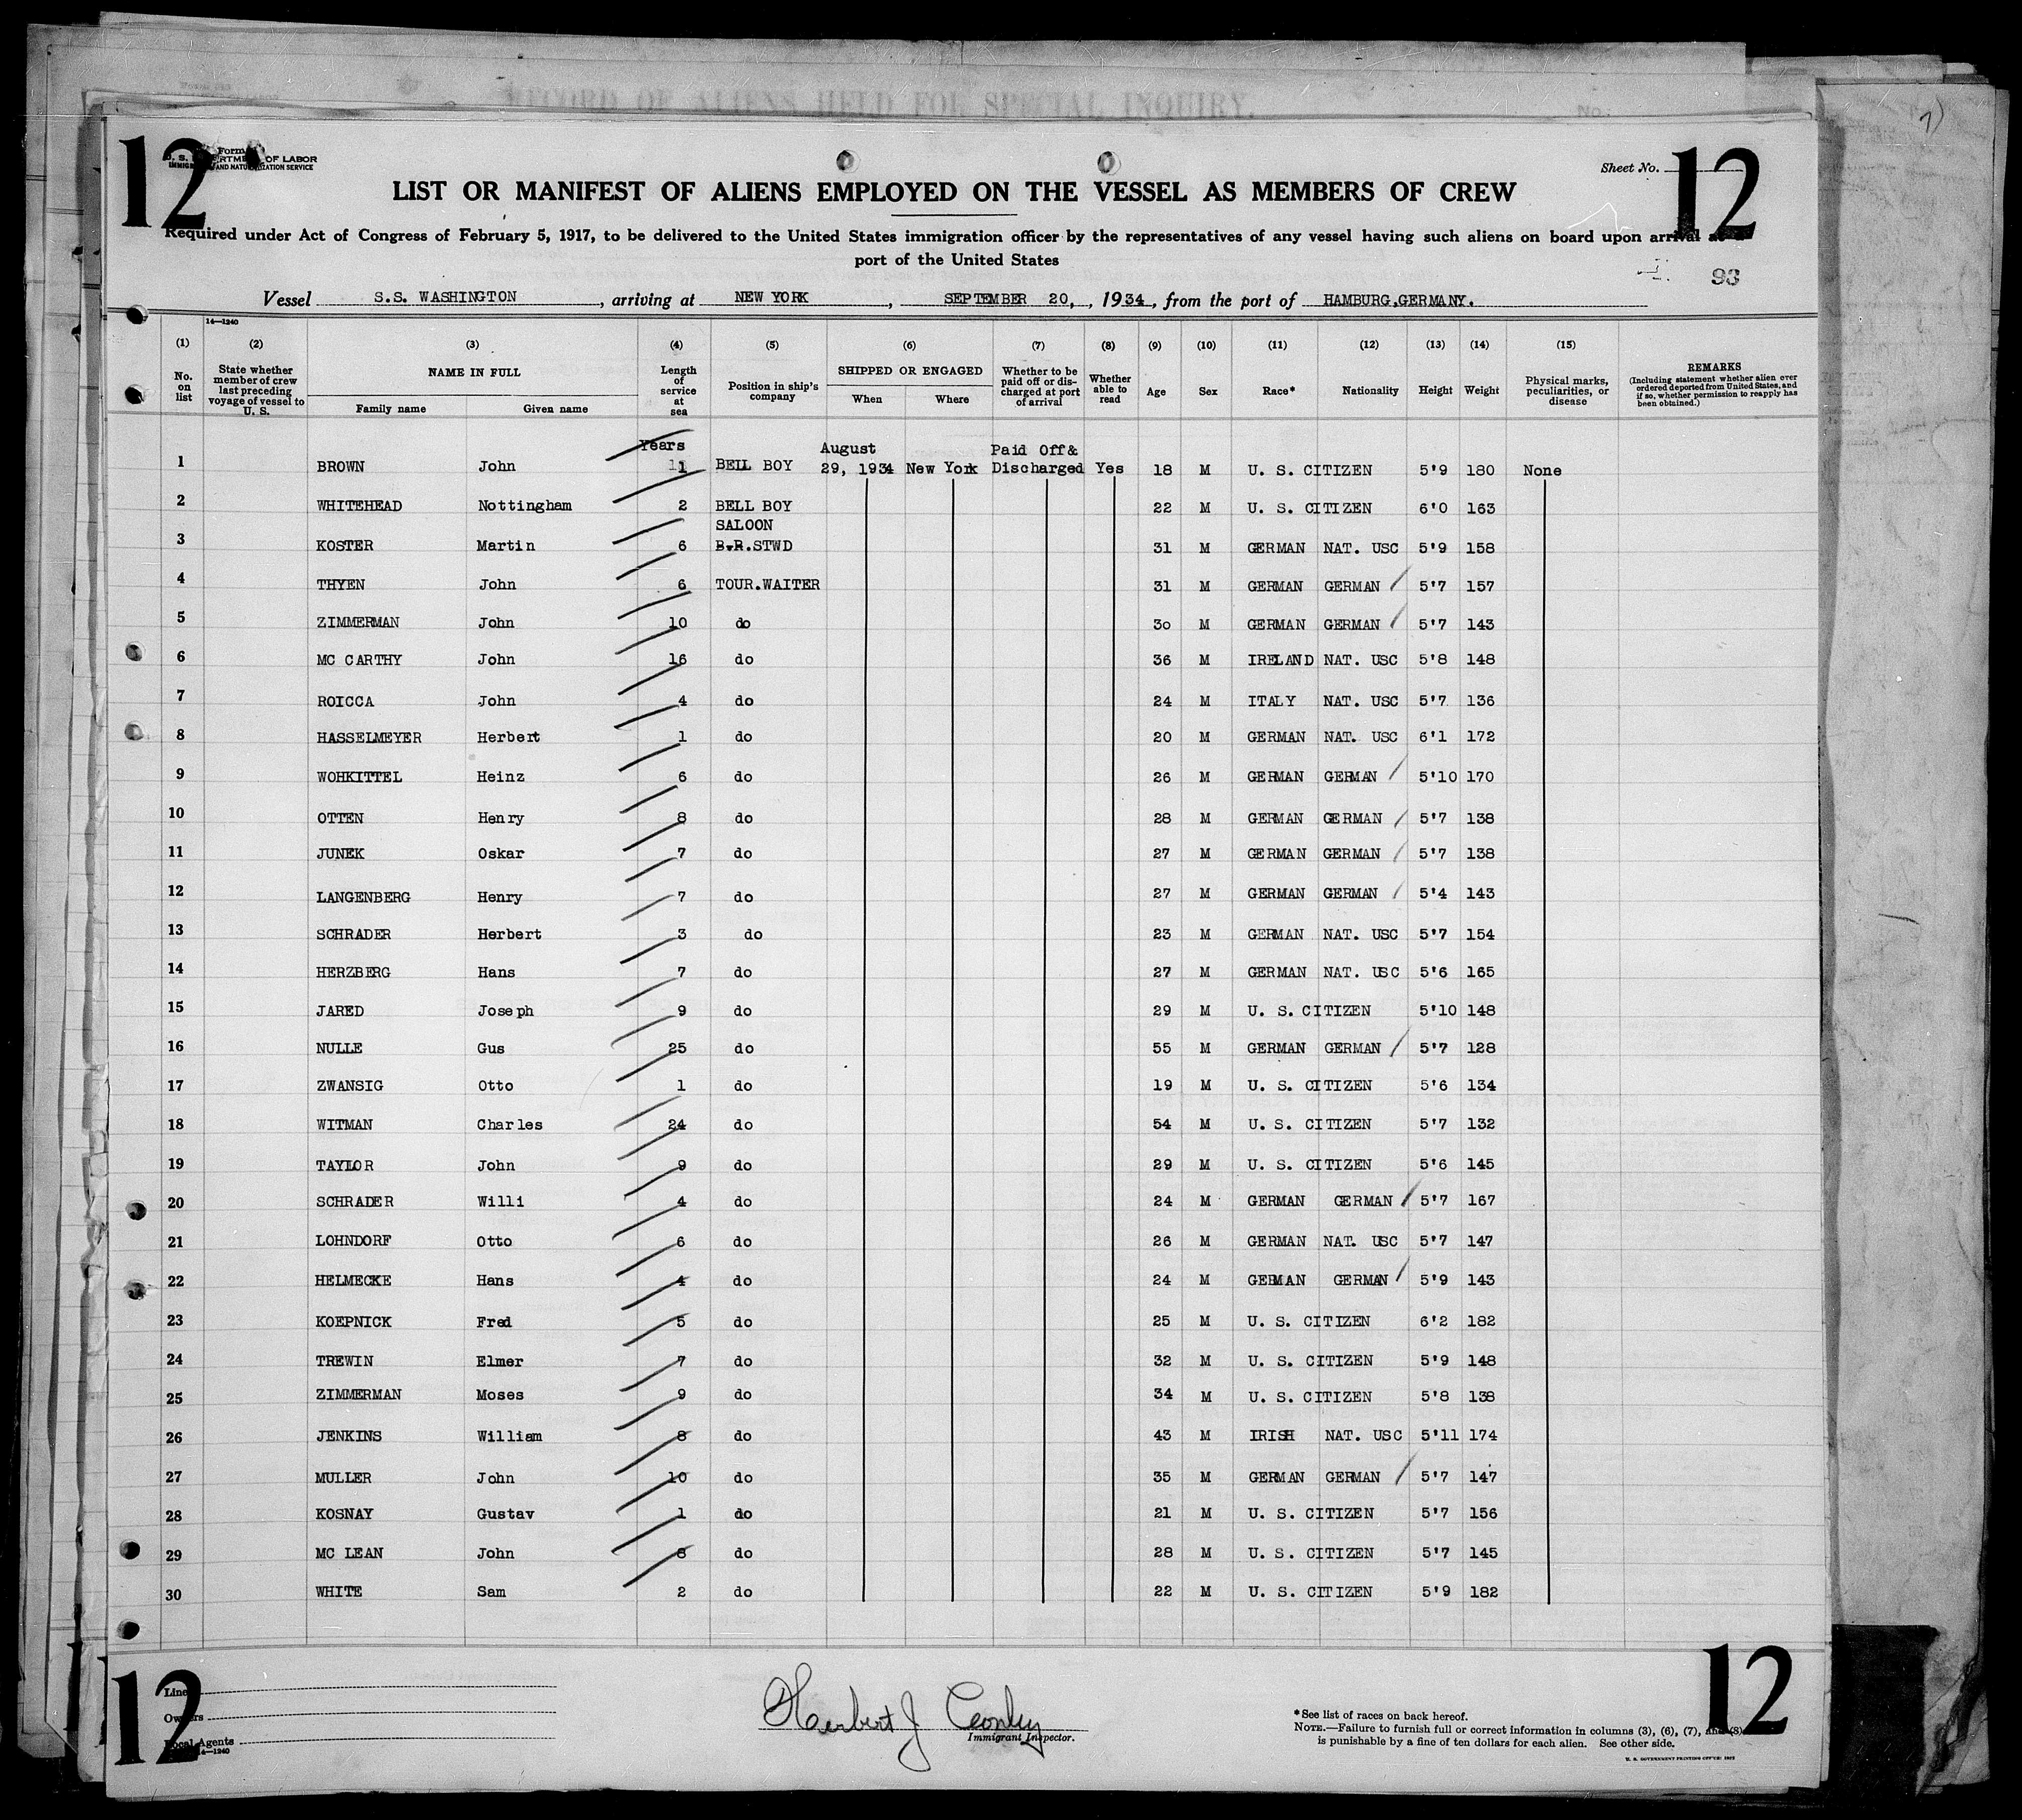 RECORD OF ALIENS HELD FOR SPECIAL INQUIRY.
12 12
Form
U. S. DEPARTMENT OF LABOR
IMMIGRATION AND NATURALIZATION SERVICE
Sheet No.
LIST OR MANIFEST OF ALIENS EMPLOYED ON THE VESSEL AS MEMBERS OF CREW
Required under Act of Congress of February 5, 1917, to be delivered to the United States immigration officer by the representatives of any vessel having such aliens on board upon arrival at a
port of the United States
93
Vessel S.S. WASHINGTON, arriving at NEW YORK, SEPTEMBER 20, 1934, from the port of HAMBURG,GERMANY.
14—1240
(1) (2) (3) (4) (5) (6) (7) (8) (9) (10) (11) (12) (13) (14) (15)
No. on list
State whether member of crew last preceding voyage of vessel to U. S.
NAME IN FULL
Family name Given name
Length of service at sea
Position in ship's company
SHIPPED OR ENGAGED
When Where
Whether to be paid off or discharged at port of arrival
Whether able to read
Age Sex Race* Nationality Height Weight
Physical marks, peculiarities, or disease
REMARKS
(Including statement whether alien ever ordered deported from United States, and if so, whether permission to reapply has been obtained.)
Years August Paid Off&
1 BROWN John 11 BELL BOY 29, 1934 New York Discharged Yes 18 M U. S. CITIZEN 5'9 180 None
2 WHITEHEAD Nottingham 2 BELL BOY 22 M U. S. CITIZEN 6'0 163
SALOON
3 KOSTER Martin 6 B.R.STWD 31 M GERMAN NAT. USC 5'9 158
4 THYEN John 6 TOUR.WAITER 31 M GERMAN GERMAN 5'7 157
5 ZIMMERMAN John 10 do 30 M GERMAN GERMAN 5'7 143
6 MC CARTHY John 16 do 36 M IRELAND NAT. USC 5'8 148
7 ROICCA John 4 do 24 M ITALY NAT. USC 5'7 136
8 HASSELMEYER Herbert 1 do 20 M GERMAN NAT. USC 6'1 172
9 WOHKITTEL Heinz 6 do 26 M GERMAN GERMAN 5'10 170
10 OTTEN Henry 8 do 28 M GERMAN GERMAN 5'7 138
11 JUNEK Oskar 7 do 27 M GERMAN GERMAN 5'7 138
12 LANGENBERG Henry 7 do 27 M GERMAN GERMAN 5'4 143
13 SCHRADER Herbert 3 do 23 M GERMAN NAT. USC 5'7 154
14 HERZBERG Hans 7 do 27 M GERMAN NAT. USC 5'6 165
15 JARED Joseph 9 do 29 M U. S. CITIZEN 5'10 148
16 NULLE Gus 25 do 55 M GERMAN GERMAN 5'7 128
17 ZWANSIG Otto 1 do 19 M U. S. CITIZEN 5'6 134
18 WITMAN Charles 24 do 54 M U. S. CITIZEN 5'7 132
19 TAYLOR John 9 do 29 M U. S. CITIZEN 5'6 145
20 SCHRADER Willi 4 do 24 M GERMAN GERMAN 5'7 167
21 LOHNDORF Otto 6 do 26 M GERMAN NAT. USC 5'7 147
22 HELMECKE Hans 4 do 24 M GERMAN GERMAN 5'9 143
23 KOEPNICK Fred 5 do 25 M U. S. CITIZEN 6'2 182
24 TREWIN Elmer 7 do 32 M U. S. CITIZEN 5'9 148
25 ZIMMERMAN Moses 9 do 34 M U. S. CITIZEN 5'8 138
26 JENKINS William 8 do 43 M IRISH NAT. USC 5'11 174
27 MULLER John 10 do 35 M GERMAN GERMAN 5'7 147
28 KOSNAY Gustav 1 do 21 M U. S. CITIZEN 5'7 156
29 MC LEAN John 8 do 28 M U. S. CITIZEN 5'7 145
30 WHITE Sam 2 do 22 M U. S. CITIZEN 5'9 182
12 12
Line
Owners
Local Agents
14—1240
Herbert J Conley
Immigrant Inspector.
*See list of races on back hereof.
NOTE.—Failure to furnish full or correct information in columns (3), (6), (7), and (8)
is punishable by a fine of ten dollars for each alien. See other side.
U. S. GOVERNMENT PRINTING OFFICE: 1932